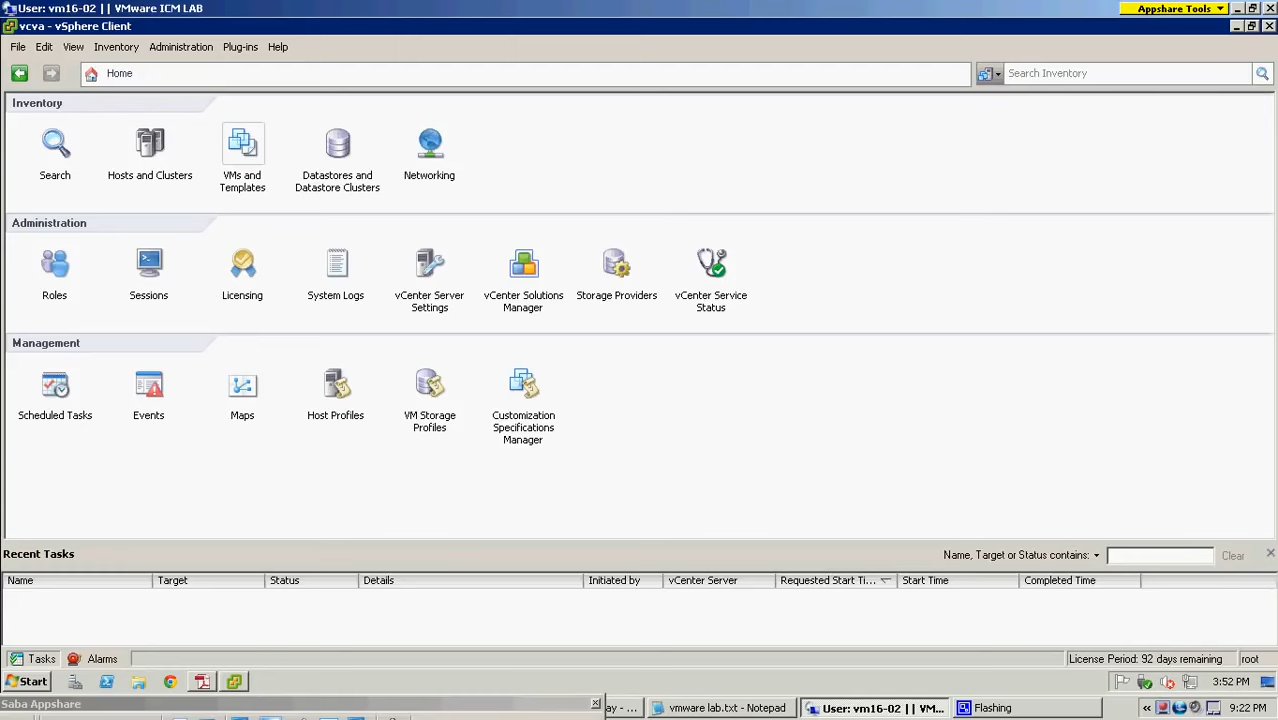 User: vm16-02 || VMware ICM LAB
Appshare Tools
vcva - vSphere Client
File Edit View Inventory Administration Plug-ins Help
Home
Search Inventory
Inventory
Search
Hosts and Clusters
VMs and
Templates
Datastores and
Datastore Clusters
Networking
Administration
Roles
Sessions
Licensing
System Logs
vCenter Server
Settings
vCenter Solutions
Manager
Storage Providers
vCenter Service
Status
Management
Scheduled Tasks
Events
Maps
Host Profiles
VM Storage
Profiles
Customization
Specifications
Manager
Recent Tasks
Name, Target or Status contains:
Clear
Name Target Status Details Initiated by vCenter Server Requested Start Ti... Start Time Completed Time
Tasks Alarms
License Period: 92 days remaining
root
Start
3:52 PM
Saba Appshare
ay - ...
vmware lab.txt - Notepad
User: vm16-02 || VM...
Flashing
9:22 PM